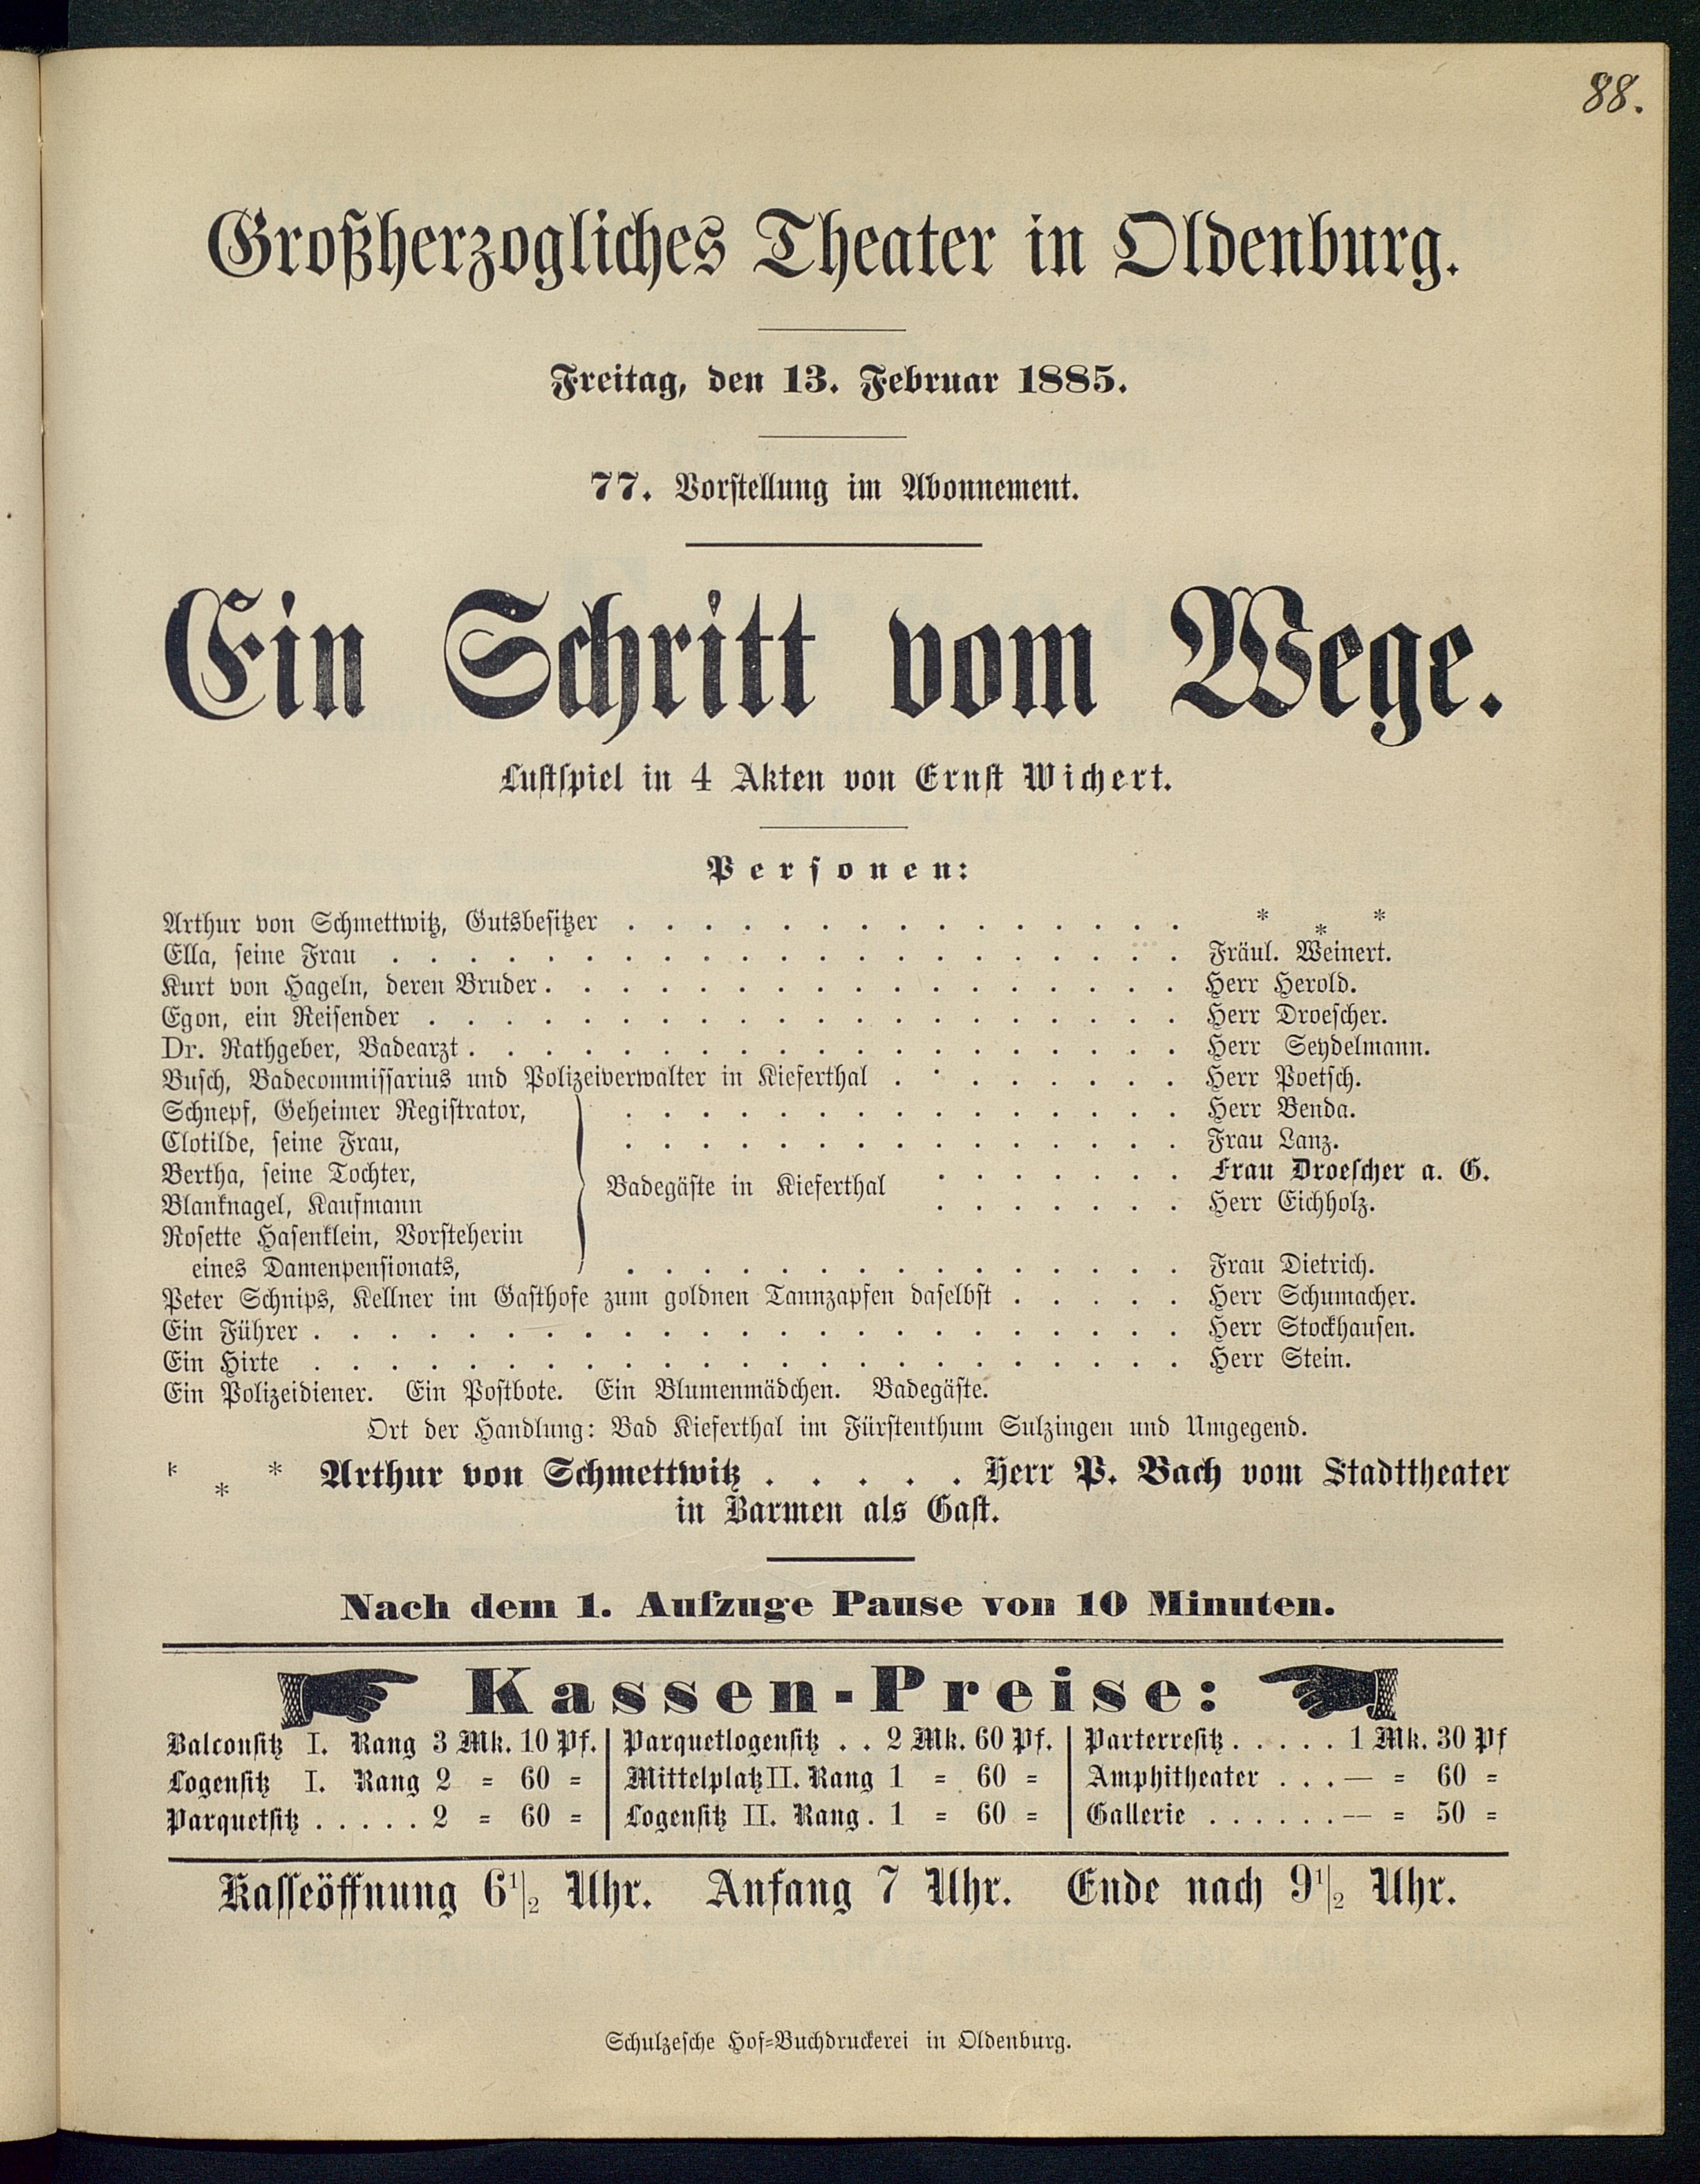 88.
Großherzogliches Theater in Oldenburg.
Freitag, den 13. Februar 1885.
77. Vorstellung im Abonnement.
Ein Schritt vom Wege.
Lustspiel in 4 Akten von Ernst Wichert.
Personen:
Arthur von Schmettwitz, Gutsbesitzer . . . . . . . . . . . . . . . * * *
Ella, seine Frau . . . . . . . . . . . . . . . . . . . . . Fräul. Weinert.
Kurt von Hageln, deren Bruder . . . . . . . . . . . . . . . . . Herr Herold.
Egon, ein Reisender . . . . . . . . . . . . . . . . . . . . Herr Droescher.
Dr. Rathgeber, Badearzt . . . . . . . . . . . . . . . . . . . Herr Seydelmann.
Busch, Badecommissarius und Polizeiverwalter in Kieferthal . . . . . . . . Herr Poetsch.
Schnepf, Geheimer Registrator, . . . . . . . . . . . . . . . Herr Benda.
Clotilde, seine Frau, . . . . . . . . . . . . . . . Frau Lanz.
Bertha, seine Tochter, . . . . . . . Frau Droescher a. G.
Badegäste in Kieferthal
Blanknagel, Kaufmann . . . . . . . Herr Eichholz.
Rosette Hasenklein, Vorsteherin
eines Damenpensionats, . . . . . . . . . . . . . . . Frau Dietrich.
Peter Schnips, Kellner im Gasthofe zum goldnen Tannzapfen daselbst . . . . . Herr Schumacher.
Ein Führer . . . . . . . . . . . . . . . . . . . . . . . Herr Stockhausen.
Ein Hirte . . . . . . . . . . . . . . . . . . . . . . . Herr Stein.
Ein Polizeidiener. Ein Postbote. Ein Blumenmädchen. Badegäste.
Ort der Handlung: Bad Kieferthal im Fürstenthum Sulzingen und Umgegend.
* * * Arthur von Schmettwitz . . . . . Herr P. Bach vom Stadttheater
in Barmen als Gast.
Nach dem 1. Aufzuge Pause von 10 Minuten.
Kassen-Preise:
Balconsitz I. Rang 3 Mk. 10 Pf. | Parquetlogensitz . . 2 Mk. 60 Pf. | Parterresitz . . . . . 1 Mk. 30 Pf
Logensitz I. Rang 2 = 60 = | Mittelplatz II. Rang 1 = 60 = | Amphitheater . . . — = 60 =
Parquetsitz . . . . . 2 = 60 = | Logensitz II. Rang . 1 = 60 = | Gallerie . . . . . . — = 50 =
Kasseöffnung 6½ Uhr. Anfang 7 Uhr. Ende nach 9½ Uhr.
Schulzesche Hof=Buchdruckerei in Oldenburg.